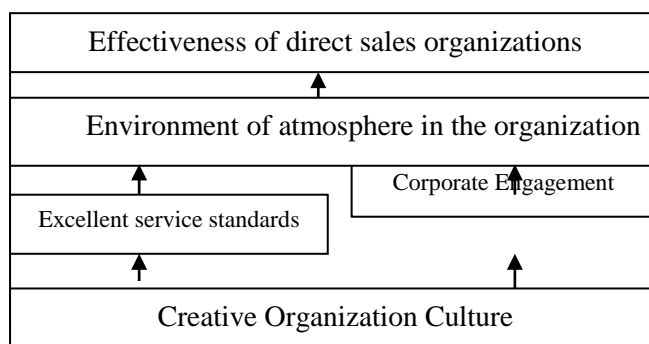 Effectiveness of direct sales organizations
Environment of atmosphere in the organization
Corporate Engagement
Excellent service standards
Creative Organization Culture